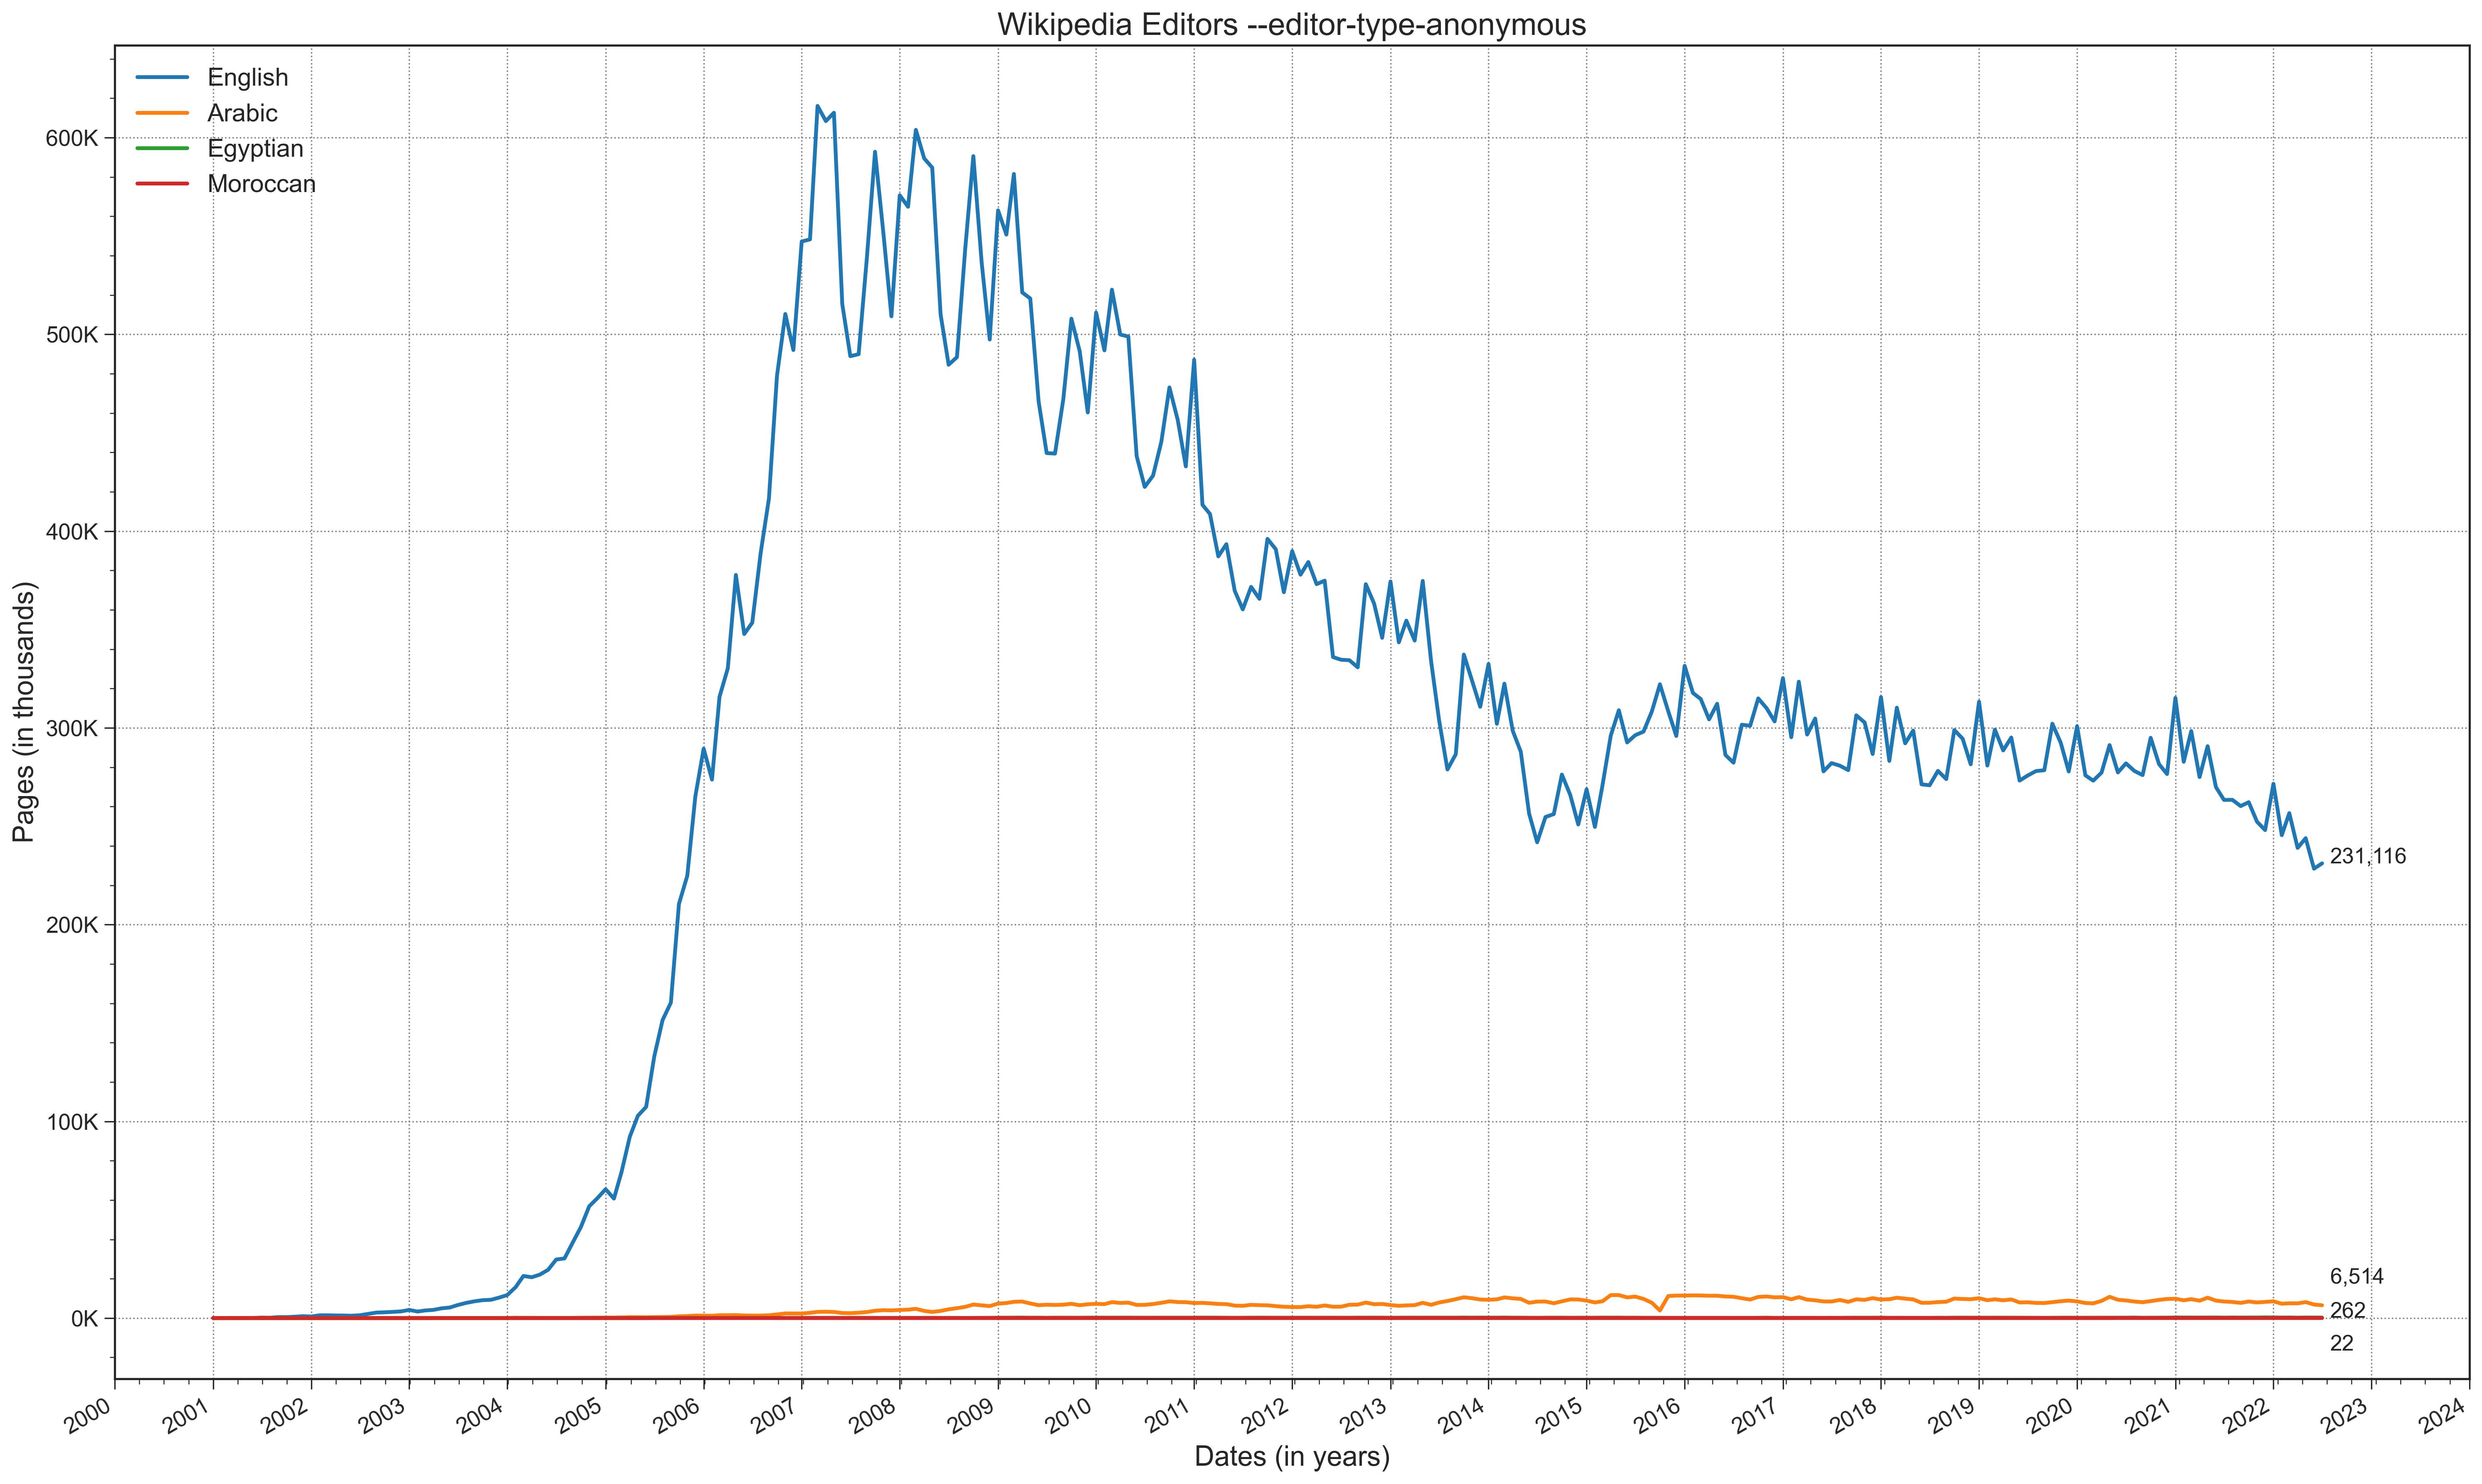 Wikipedia Editors --editor-type-anonymous
English
Arabic
Egyptian
Moroccan
600K
500K
400K
300K
200K
100K
0K
Pages (in thousands)
231,116
6,514
262
22
2000
2001
2002
2003
2004
2005
2006
2007
2008
2009
2010
2011
2012
2013
2014
2015
2016
2017
2018
2019
2020
2021
2022
2023
2024
Dates (in years)